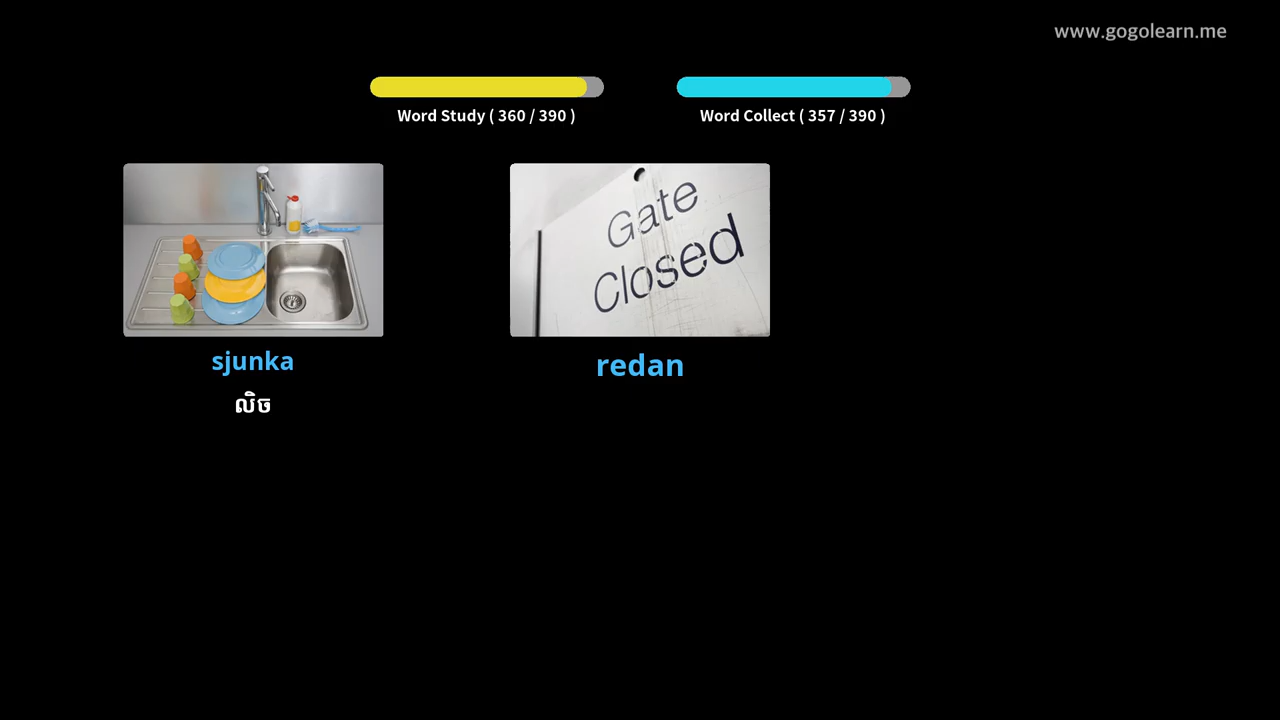 www.gogolearn.me
Word Study ( 360 / 390 )
Word Collect ( 357 / 390 )
Gate
Closed
sjunka
redan
លិច